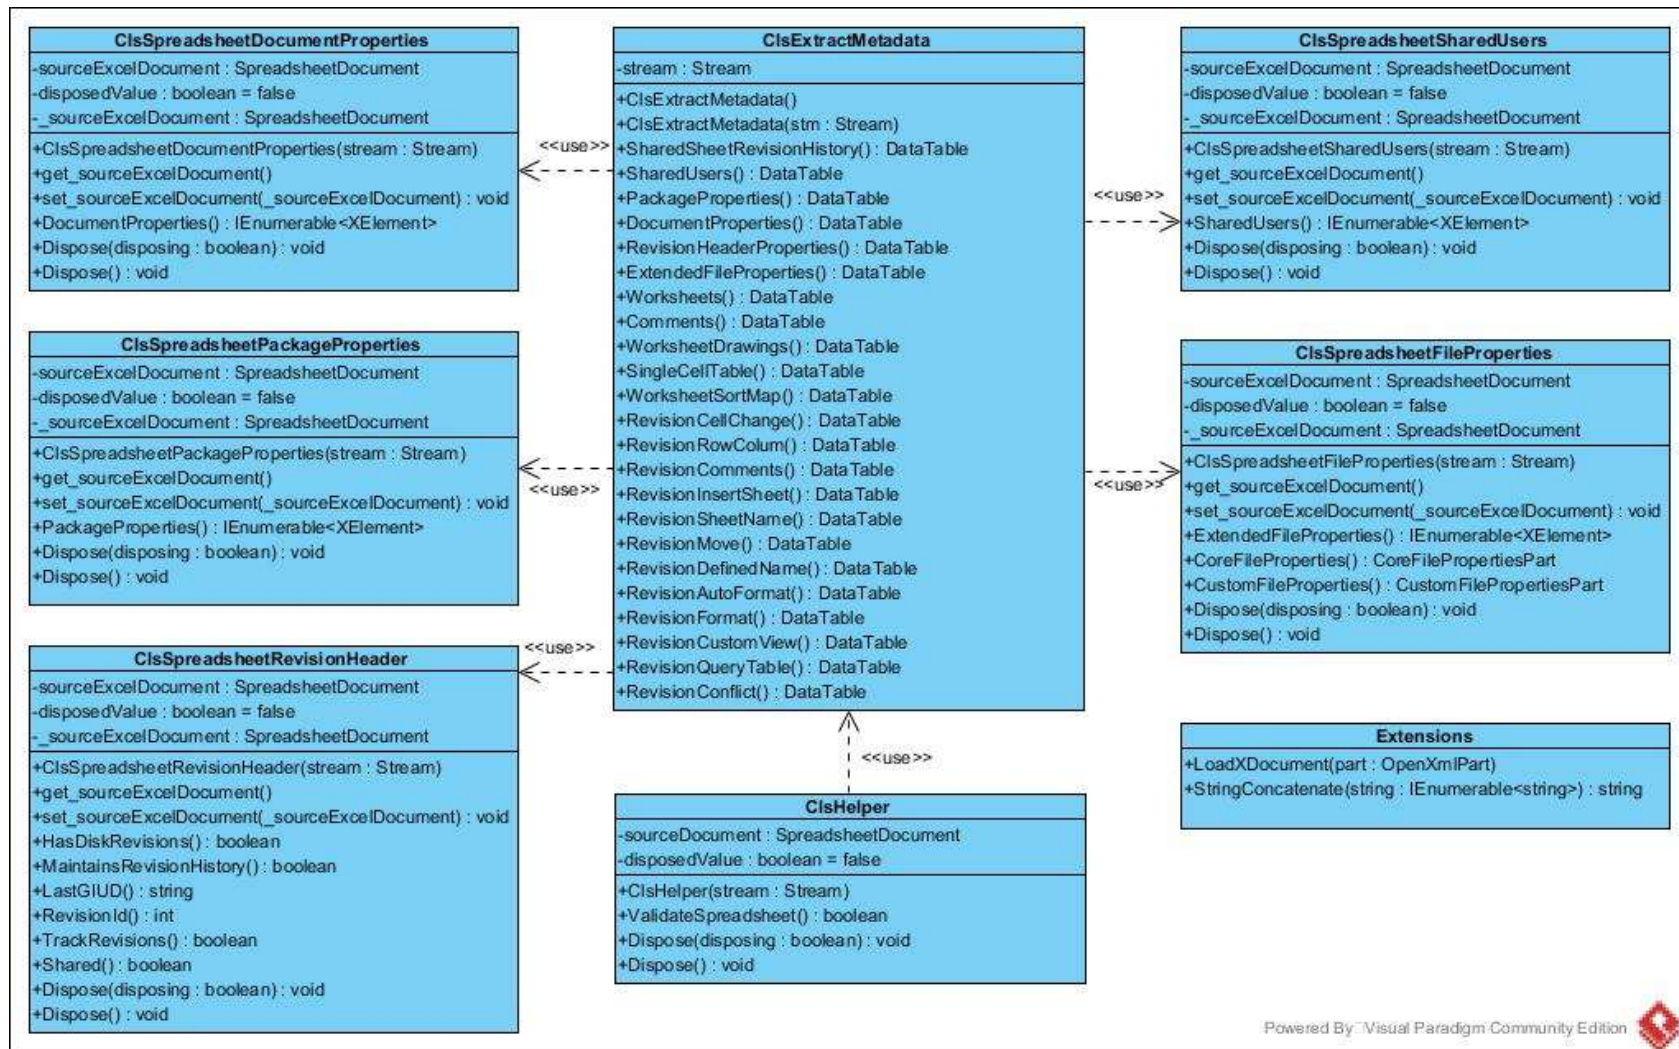 ClsSpreadsheetDocumentProperties
-sourceExcelDocument : SpreadsheetDocument
-disposedValue : boolean = false
-_sourceExcelDocument : SpreadsheetDocument
+ClsSpreadsheetDocumentProperties(stream : Stream)
+get_sourceExcelDocument()
+set_sourceExcelDocument(_sourceExcelDocument) : void
+DocumentProperties() : IEnumerable<XElement>
+Dispose(disposing : boolean) : void
+Dispose() : void
ClsSpreadsheetPackageProperties
-sourceExcelDocument : SpreadsheetDocument
-disposedValue : boolean = false
-_sourceExcelDocument : SpreadsheetDocument
+ClsSpreadsheetPackageProperties(stream : Stream)
+get_sourceExcelDocument()
+set_sourceExcelDocument(_sourceExcelDocument) : void
+PackageProperties() : IEnumerable<XElement>
+Dispose(disposing : boolean) : void
+Dispose() : void
ClsSpreadsheetRevisionHeader
-sourceExcelDocument : SpreadsheetDocument
-disposedValue : boolean = false
-_sourceExcelDocument : SpreadsheetDocument
+ClsSpreadsheetRevisionHeader(stream : Stream)
+get_sourceExcelDocument()
+set_sourceExcelDocument(_sourceExcelDocument) : void
+HasDiskRevisions() : boolean
+MaintainsRevisionHistory() : boolean
+LastGIUD() : string
+RevisionId() : int
+TrackRevisions() : boolean
+Shared() : boolean
+Dispose(disposing : boolean) : void
+Dispose() : void
<<use>>
<<use>>
<<use>>
ClsExtractMetadata
-stream : Stream
+ClsExtractMetadata()
+ClsExtractMetadata(stm : Stream)
+SharedSheetRevisionHistory() : DataTable
+SharedUsers() : DataTable
+PackageProperties() : DataTable
+DocumentProperties() : DataTable
+RevisionHeaderProperties() : DataTable
+ExtendedFileProperties() : DataTable
+Worksheets() : DataTable
+Comments() : DataTable
+WorksheetDrawings() : DataTable
+SingleCellTable() : DataTable
+WorksheetSortMap() : DataTable
+RevisionCellChange() : DataTable
+RevisionRowColum() : DataTable
+RevisionComments() : DataTable
+RevisionInsertSheet() : DataTable
+RevisionSheetName() : DataTable
+RevisionMove() : DataTable
+RevisionDefinedName() : DataTable
+RevisionAutoFormat() : DataTable
+RevisionFormat() : DataTable
+RevisionCustomView() : DataTable
+RevisionQueryTable() : DataTable
+RevisionConflict() : DataTable
<<use>>
ClsHelper
-sourceDocument : SpreadsheetDocument
-disposedValue : boolean = false
+ClsHelper(stream : Stream)
+ValidateSpreadsheet() : boolean
+Dispose(disposing : boolean) : void
+Dispose() : void
<<use>>
<<use>>
ClsSpreadsheetSharedUsers
-sourceExcelDocument : SpreadsheetDocument
-disposedValue : boolean = false
-_sourceExcelDocument : SpreadsheetDocument
+ClsSpreadsheetSharedUsers(stream : Stream)
+get_sourceExcelDocument()
+set_sourceExcelDocument(_sourceExcelDocument) : void
+SharedUsers() : IEnumerable<XElement>
+Dispose(disposing : boolean) : void
+Dispose() : void
ClsSpreadsheetFileProperties
-sourceExcelDocument : SpreadsheetDocument
-disposedValue : boolean = false
-_sourceExcelDocument : SpreadsheetDocument
+ClsSpreadsheetFileProperties(stream : Stream)
+get_sourceExcelDocument()
+set_sourceExcelDocument(_sourceExcelDocument) : void
+ExtendedFileProperties() : IEnumerable<XElement>
+CoreFileProperties() : CoreFilePropertiesPart
+CustomFileProperties() : CustomFilePropertiesPart
+Dispose(disposing : boolean) : void
+Dispose() : void
Extensions
+LoadXDocument(part : OpenXmlPart)
+StringConcatenate(string : IEnumerable<string>) : string
Powered By Visual Paradigm Community Edition